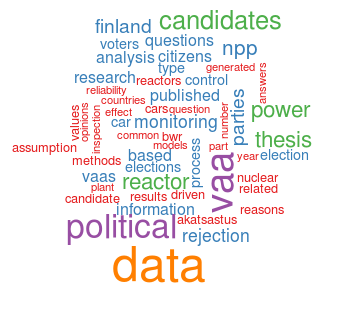 finland candidates
voters questions npp
analysis citizens
type generated answers
research reactors control
reliability published
countries cars question
values opinions effect car monitoring number parties power
inspection common bwr thesis
assumption models part
methods based process vaa year election
vaas elections nuclear
plant reactor related
candidate results driven
information akatsastus reasons
political rejection
data